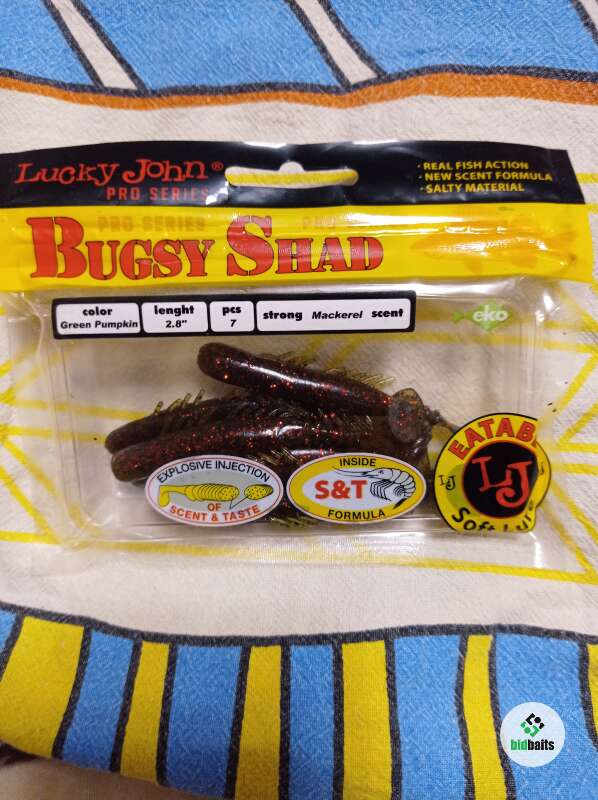 Lucky John®
PRO SERIES
· REAL FISH ACTION
· NEW SCENT FORMULA
· SALTY MATERIAL
PRO SERIES
BUGSY SHAD
color
Green Pumpkin
lenght
2.8"
pcs
7
strong Mackerel scent
eko
EXPLOSIVE INJECTION
OF
SCENT & TASTE
INSIDE
S&T
FORMULA
EATAB
LJ
LJ
Soft Lure
bidbaits